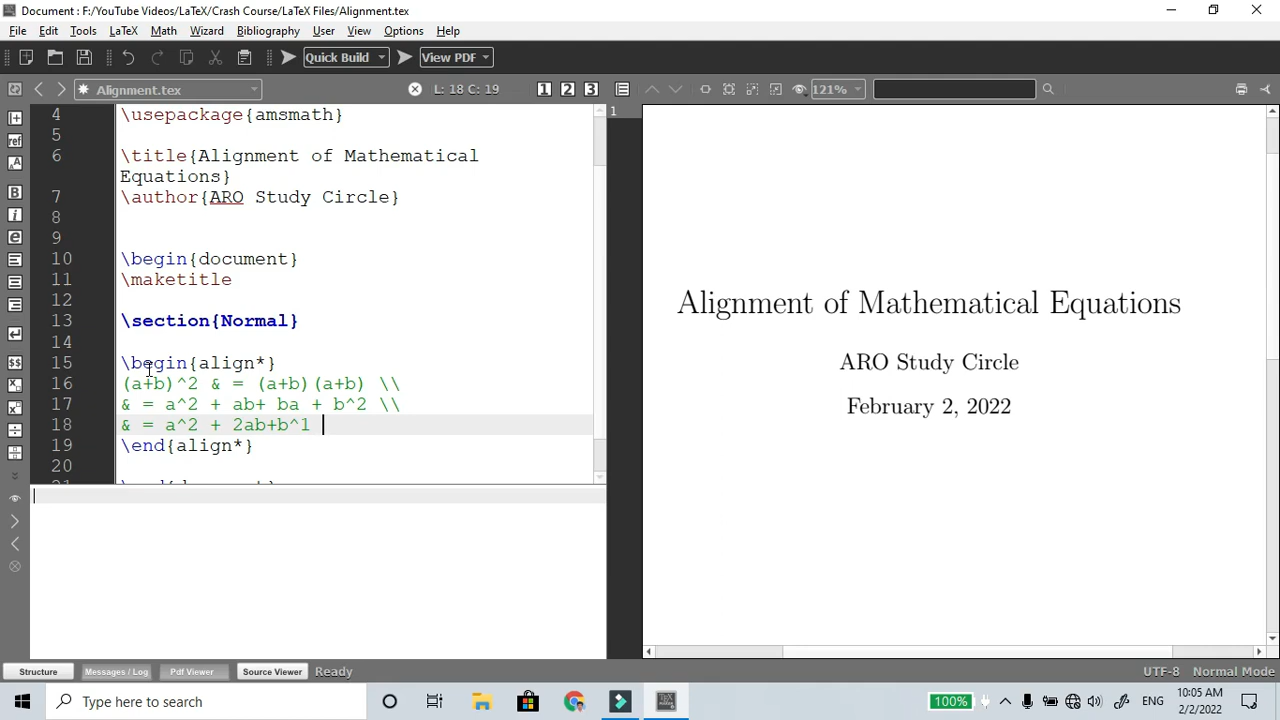 Document : F:/YouTube Videos/LaTeX/Crash Course/LaTeX Files/Alignment.tex
File Edit Tools LaTeX Math Wizard Bibliography User View Options Help
Quick Build View PDF
Alignment.tex L: 18 C: 19 1 2 3 121%
4 \usepackage{amsmath}
5
6 \title{Alignment of Mathematical
Equations}
7 \author{ARO Study Circle}
8
9
10 \begin{document}
11 \maketitle
12
13 \section{Normal}
14
15 \begin{align*}
16 (a+b)^2 & = (a+b)(a+b) \\
17 & = a^2 + ab+ ba + b^2 \\
18 & = a^2 + 2ab+b^1
19 \end{align*}
20
1
Alignment of Mathematical Equations
ARO Study Circle
February 2, 2022
Structure Messages / Log Pdf Viewer Source Viewer Ready UTF-8 Normal Mode
Type here to search
100% ENG
10:05 AM
2/2/2022